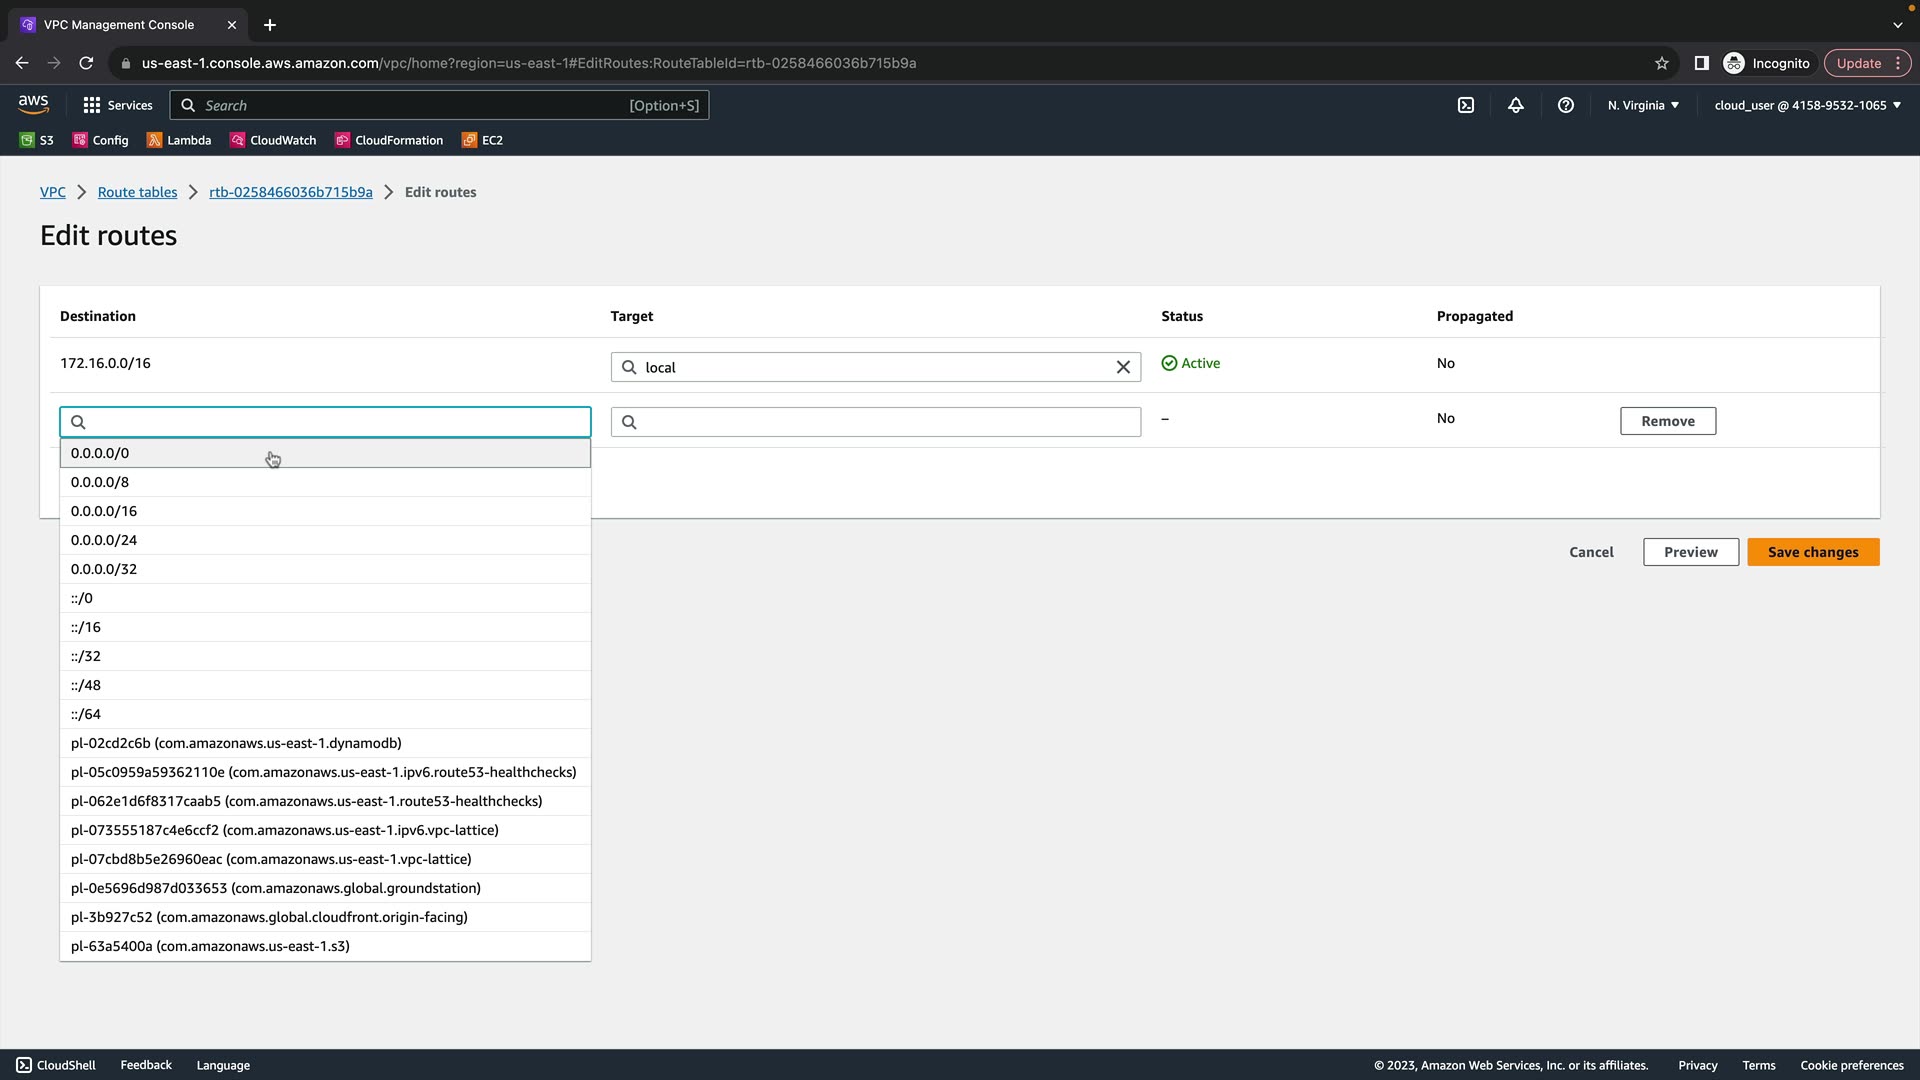 VPC Management Console
us-east-1.console.aws.amazon.com/vpc/home?region=us-east-1#EditRoutes:RouteTableId=rtb-0258466036b715b9a
Incognito
Update
aws
Services
Search
[Option+S]
N. Virginia
cloud_user @ 4158-9532-1065
S3
Config
Lambda
CloudWatch
CloudFormation
EC2
VPC
Route tables
rtb-0258466036b715b9a
Edit routes
Edit routes
Destination
Target
Status
Propagated
172.16.0.0/16
local
Active
No
–
No
Remove
0.0.0.0/0
0.0.0.0/8
0.0.0.0/16
0.0.0.0/24
0.0.0.0/32
::/0
::/16
::/32
::/48
::/64
pl-02cd2c6b (com.amazonaws.us-east-1.dynamodb)
pl-05c0959a59362110e (com.amazonaws.us-east-1.ipv6.route53-healthchecks)
pl-062e1d6f8317caab5 (com.amazonaws.us-east-1.route53-healthchecks)
pl-073555187c4e6ccf2 (com.amazonaws.us-east-1.ipv6.vpc-lattice)
pl-07cbd8b5e26960eac (com.amazonaws.us-east-1.vpc-lattice)
pl-0e5696d987d033653 (com.amazonaws.global.groundstation)
pl-3b927c52 (com.amazonaws.global.cloudfront.origin-facing)
pl-63a5400a (com.amazonaws.us-east-1.s3)
Cancel
Preview
Save changes
CloudShell
Feedback
Language
© 2023, Amazon Web Services, Inc. or its affiliates.
Privacy
Terms
Cookie preferences